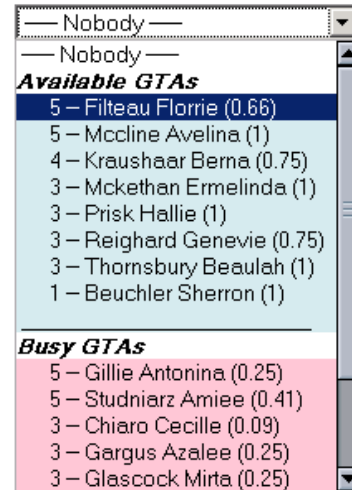 — Nobody —
— Nobody —
Available GTAs
5 – Filteau Florrie (0.66)
5 – Mccline Avelina (1)
4 – Kraushaar Berna (0.75)
3 – Mckethan Ermelinda (1)
3 – Prisk Hallie (1)
3 – Reighard Genevie (0.75)
3 – Thornsbury Beaulah (1)
1 – Beuchler Sherron (1)
Busy GTAs
5 – Gillie Antonina (0.25)
5 – Studniarz Amiee (0.41)
3 – Chiaro Cecille (0.09)
3 – Gargus Azalee (0.25)
3 – Glascock Mirta (0.25)